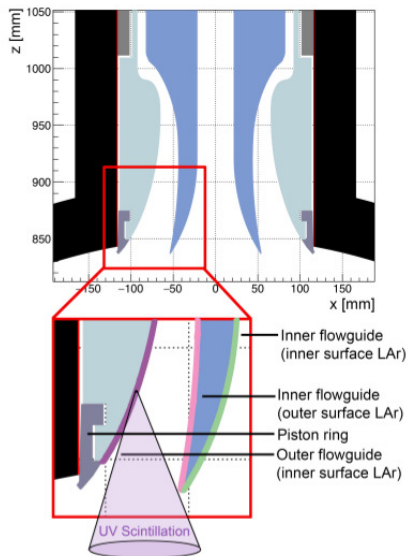 z [mm]
1050
1000
950
900
850
−150
−100
−50
0
50
100
150
x [mm]
Inner flowguide
(inner surface LAr)
Inner flowguide
(outer surface LAr)
Piston ring
Outer flowguide
(inner surface LAr)
UV Scintillation